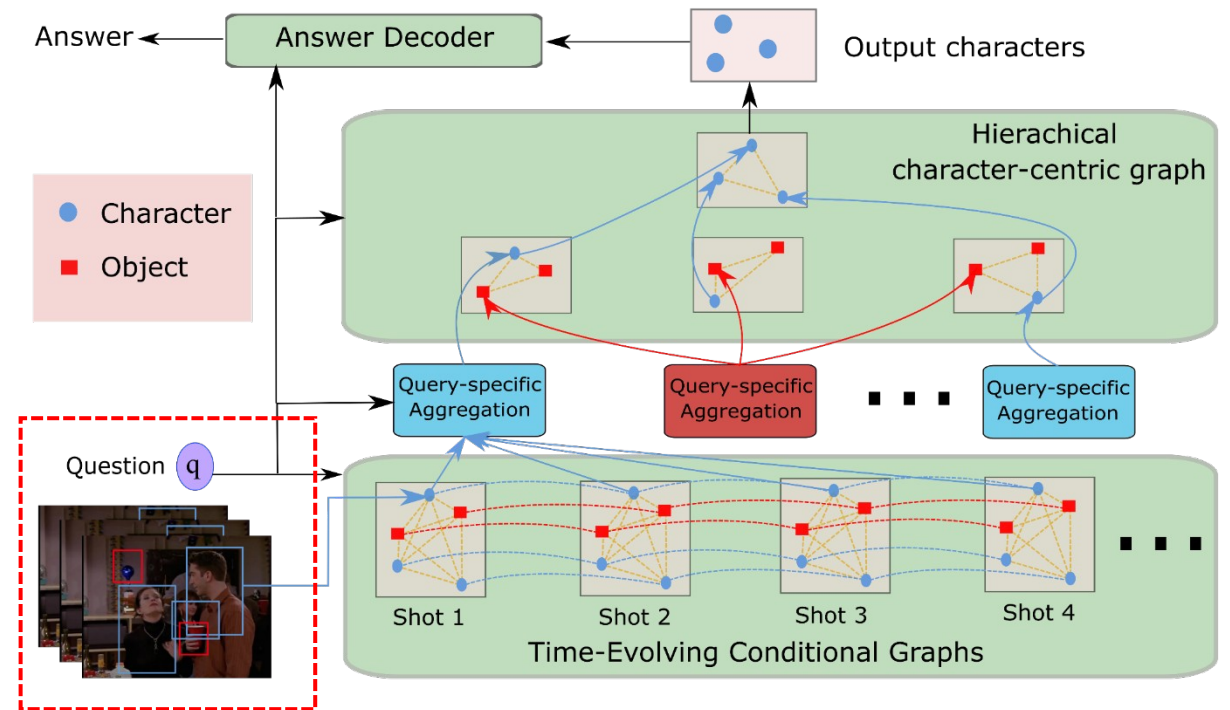 Answer
Answer Decoder
Output characters
Hierachical
character-centric graph
Character
Object
Query-specific
Aggregation
Query-specific
Aggregation
Query-specific
Aggregation
Question
q
Shot 1
Shot 2
Shot 3
Shot 4
Time-Evolving Conditional Graphs